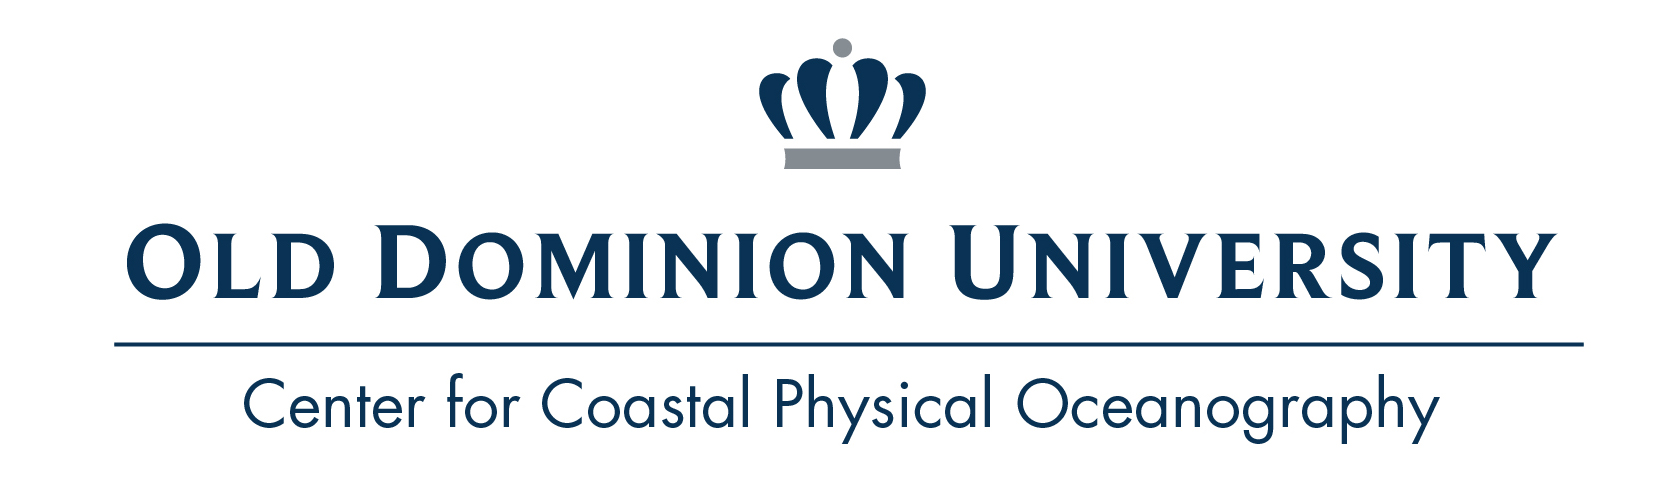 OLD DOMINION UNIVERSITY
Center for Coastal Physical Oceanography